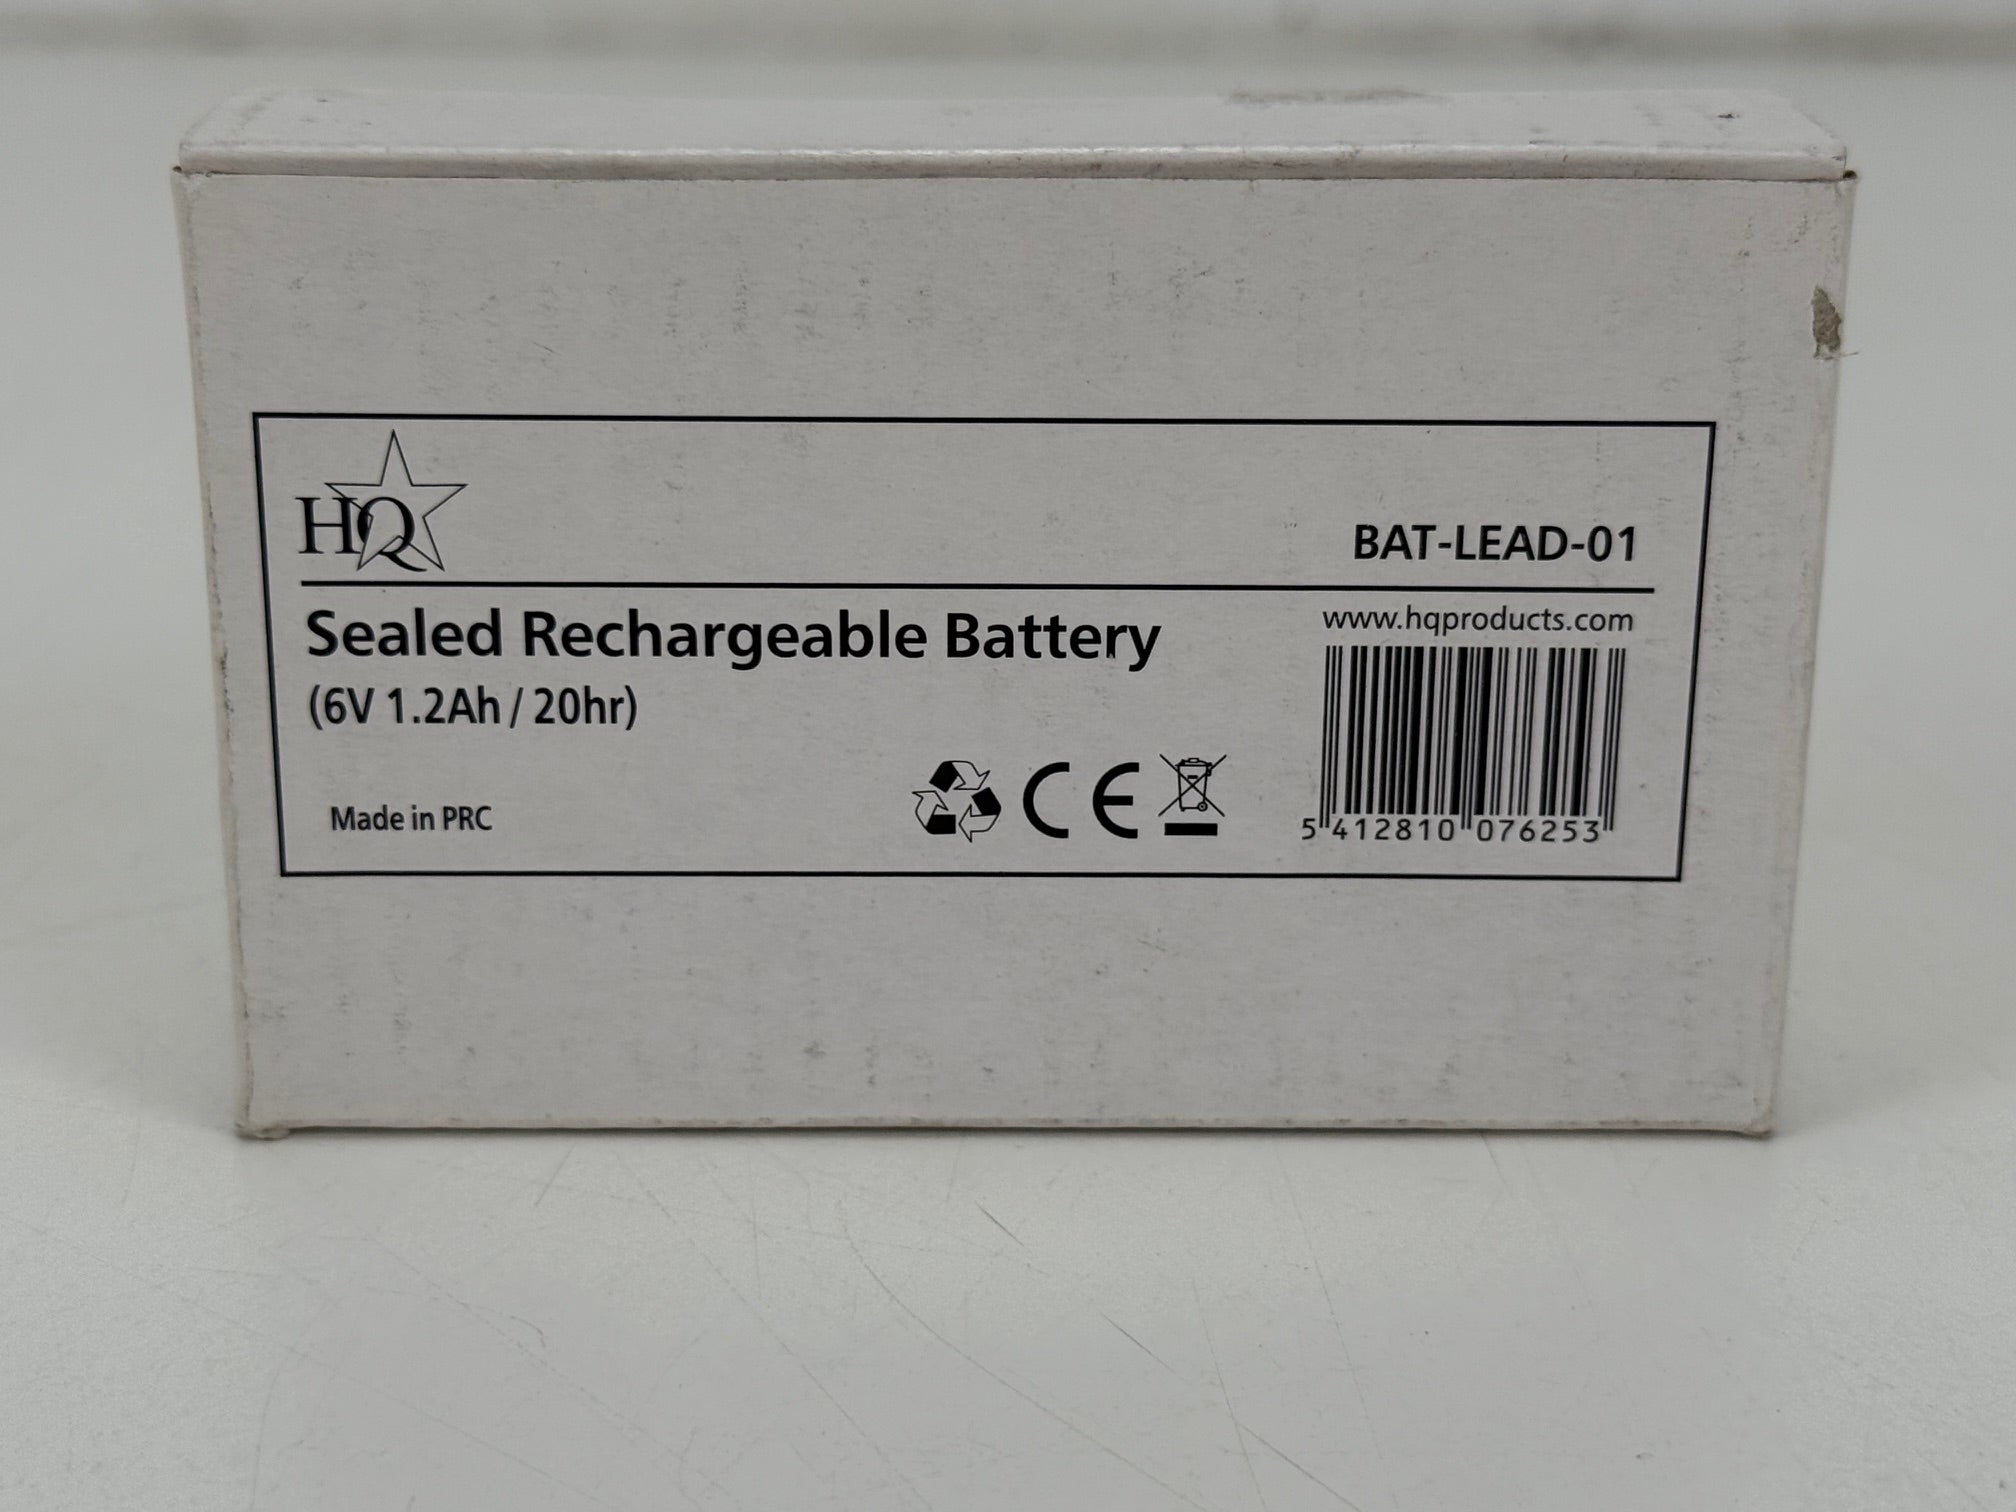 HQ
BAT-LEAD-01
Sealed Rechargeable Battery
www.hqproducts.com
(6V 1.2Ah / 20hr)
Made in PRC
CE
5 412810 076253